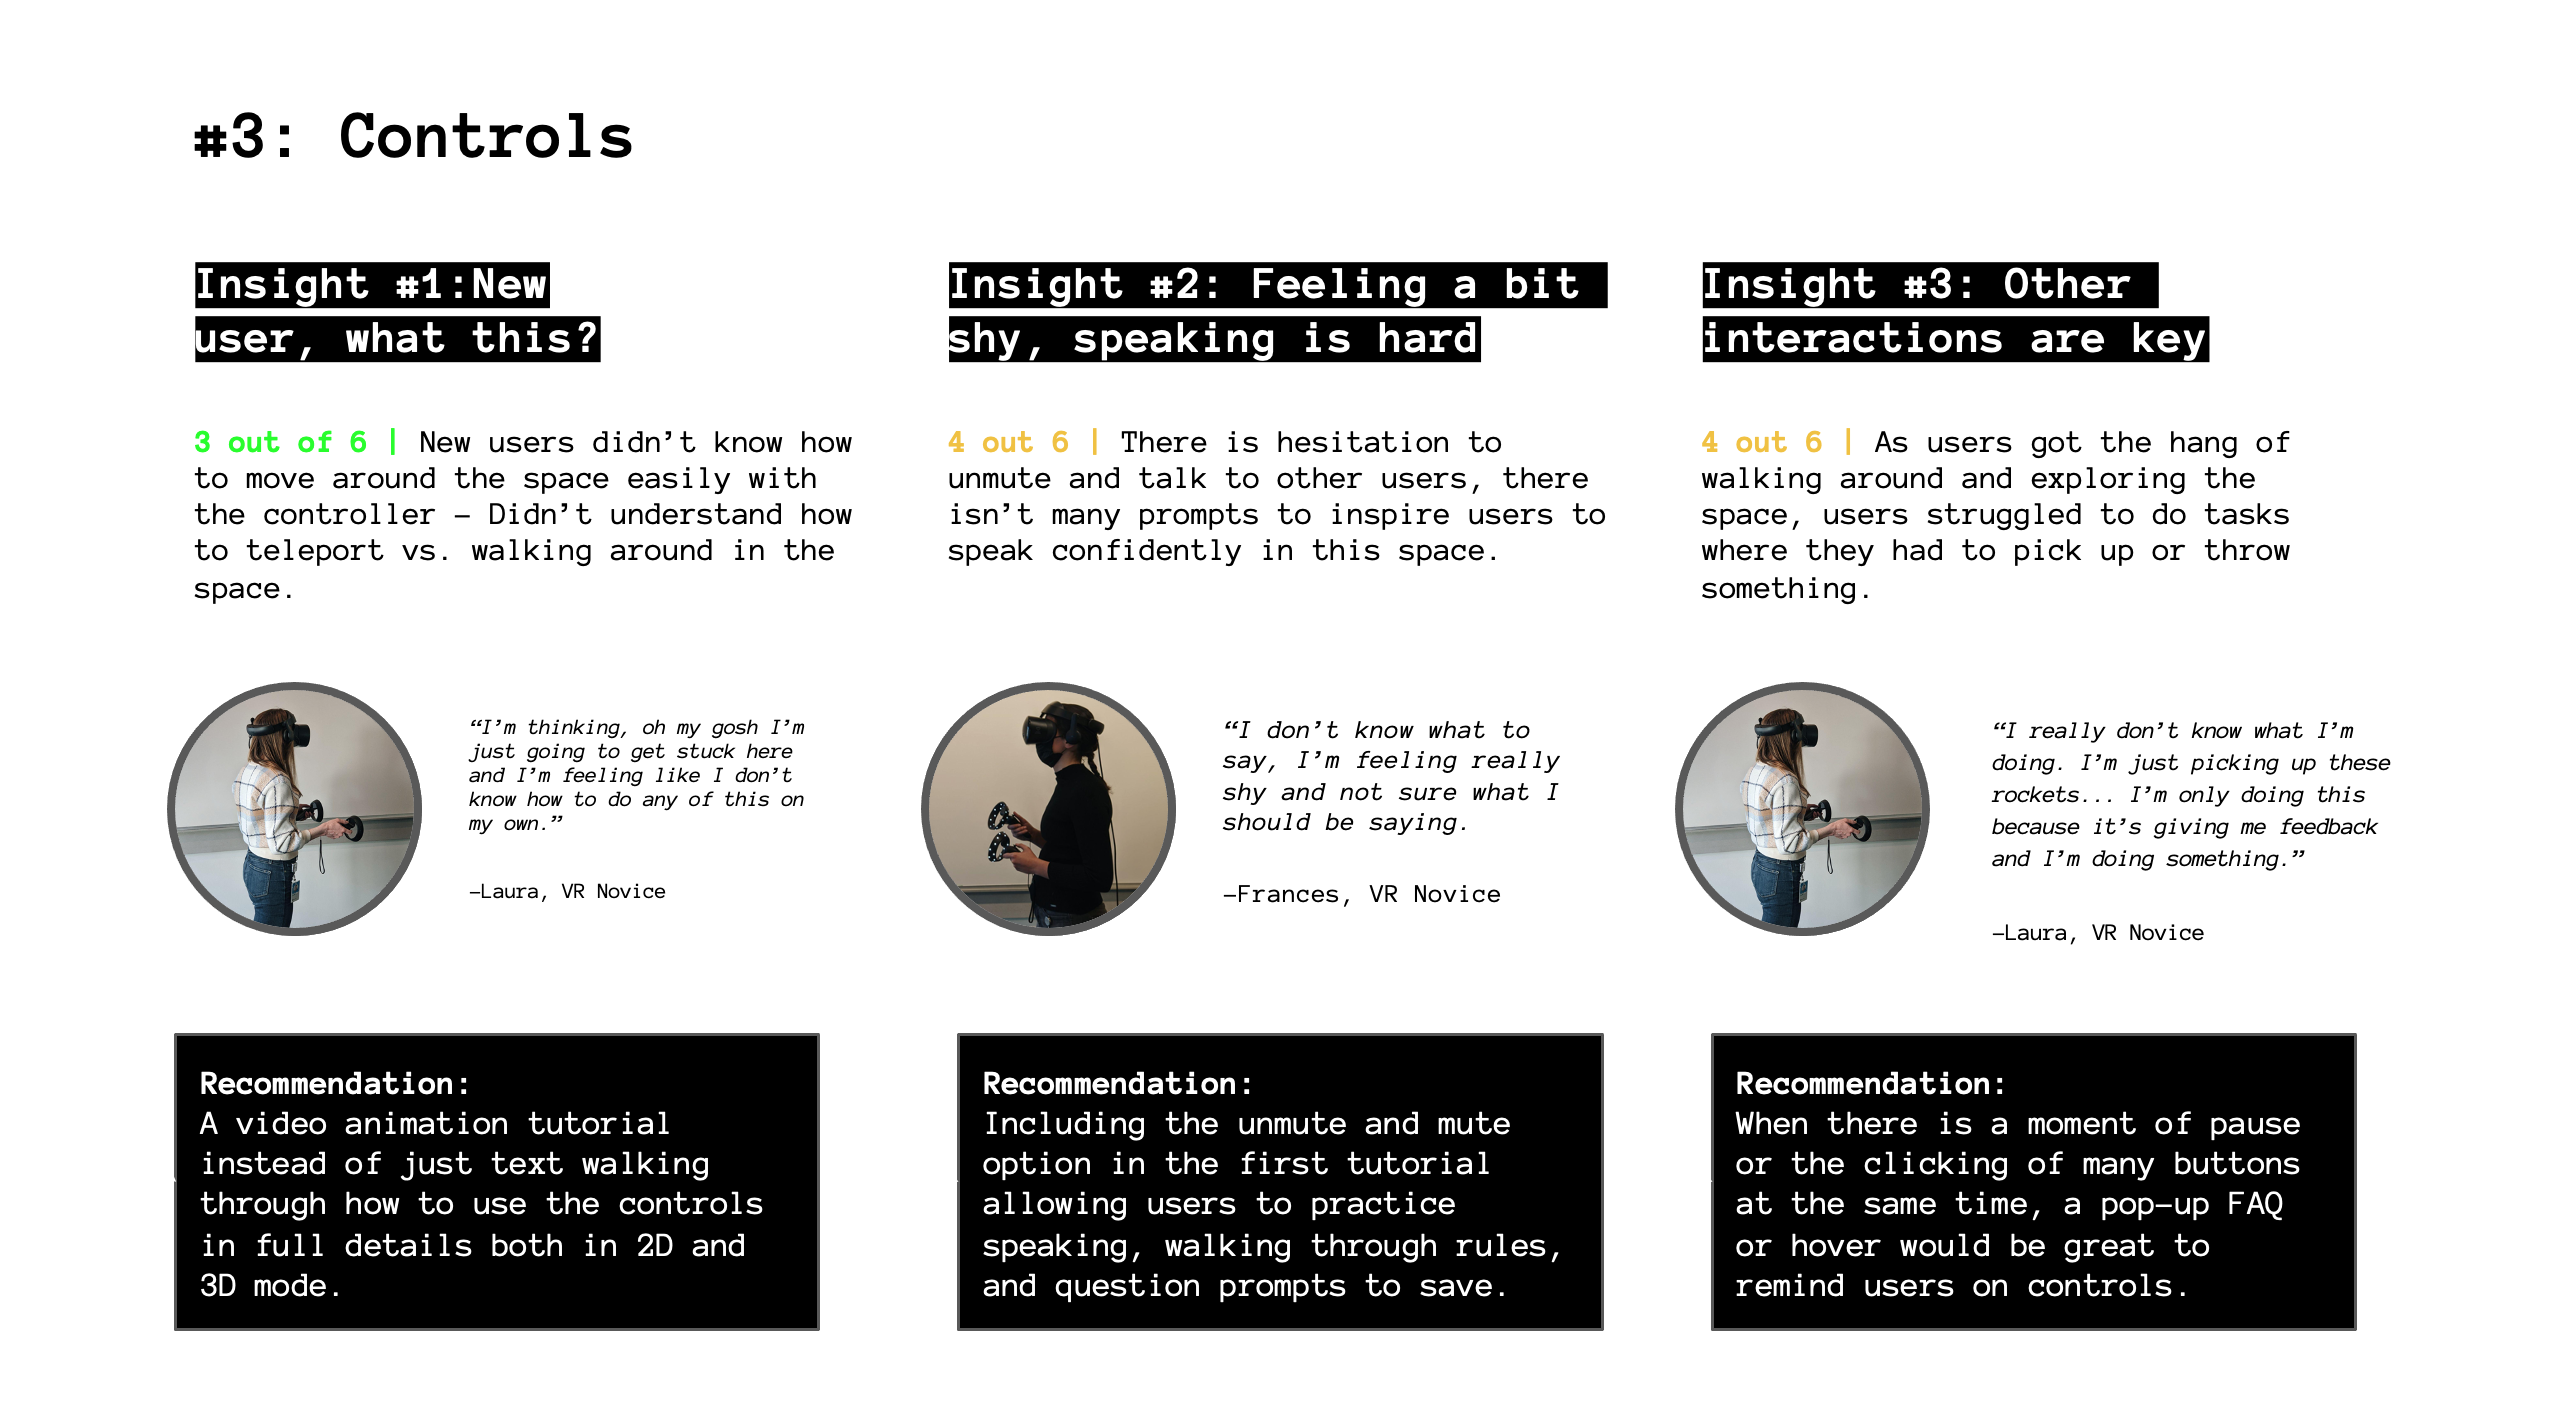 #3: Controls
Insight #1:New
user, what this?
3 out of 6 | New users didn’t know how
to move around the space easily with
the controller – Didn’t understand how
to teleport vs. walking around in the
space.
“I’m thinking, oh my gosh I’m
just going to get stuck here
and I’m feeling like I don’t
know how to do any of this on
my own.”
–Laura, VR Novice
Recommendation:
A video animation tutorial
instead of just text walking
through how to use the controls
in full details both in 2D and
3D mode.
Insight #2: Feeling a bit
shy, speaking is hard
4 out 6 | There is hesitation to
unmute and talk to other users, there
isn’t many prompts to inspire users to
speak confidently in this space.
“I don’t know what to
say, I’m feeling really
shy and not sure what I
should be saying.
–Frances, VR Novice
Recommendation:
Including the unmute and mute
option in the first tutorial
allowing users to practice
speaking, walking through rules,
and question prompts to save.
Insight #3: Other
interactions are key
4 out 6 | As users got the hang of
walking around and exploring the
space, users struggled to do tasks
where they had to pick up or throw
something.
“I really don’t know what I’m
doing. I’m just picking up these
rockets... I’m only doing this
because it’s giving me feedback
and I’m doing something.”
–Laura, VR Novice
Recommendation:
When there is a moment of pause
or the clicking of many buttons
at the same time, a pop-up FAQ
or hover would be great to
remind users on controls.